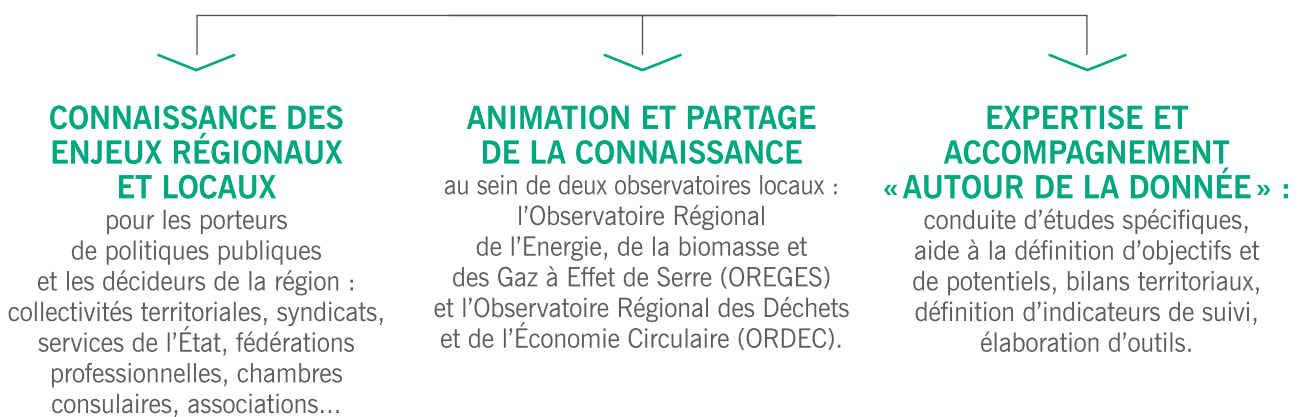 CONNAISSANCE DES
ENJEUX RÉGIONAUX
ET LOCAUX
pour les porteurs
de politiques publiques
et les décideurs de la région :
collectivités territoriales, syndicats,
services de l’État, fédérations
professionnelles, chambres
consulaires, associations...
ANIMATION ET PARTAGE
DE LA CONNAISSANCE
au sein de deux observatoires locaux :
l’Observatoire Régional
de l’Energie, de la biomasse et
des Gaz à Effet de Serre (OREGES)
et l’Observatoire Régional des Déchets
et de l’Économie Circulaire (ORDEC).
EXPERTISE ET
ACCOMPAGNEMENT
« AUTOUR DE LA DONNÉE » :
conduite d’études spécifiques,
aide à la définition d’objectifs et
de potentiels, bilans territoriaux,
définition d’indicateurs de suivi,
élaboration d’outils.